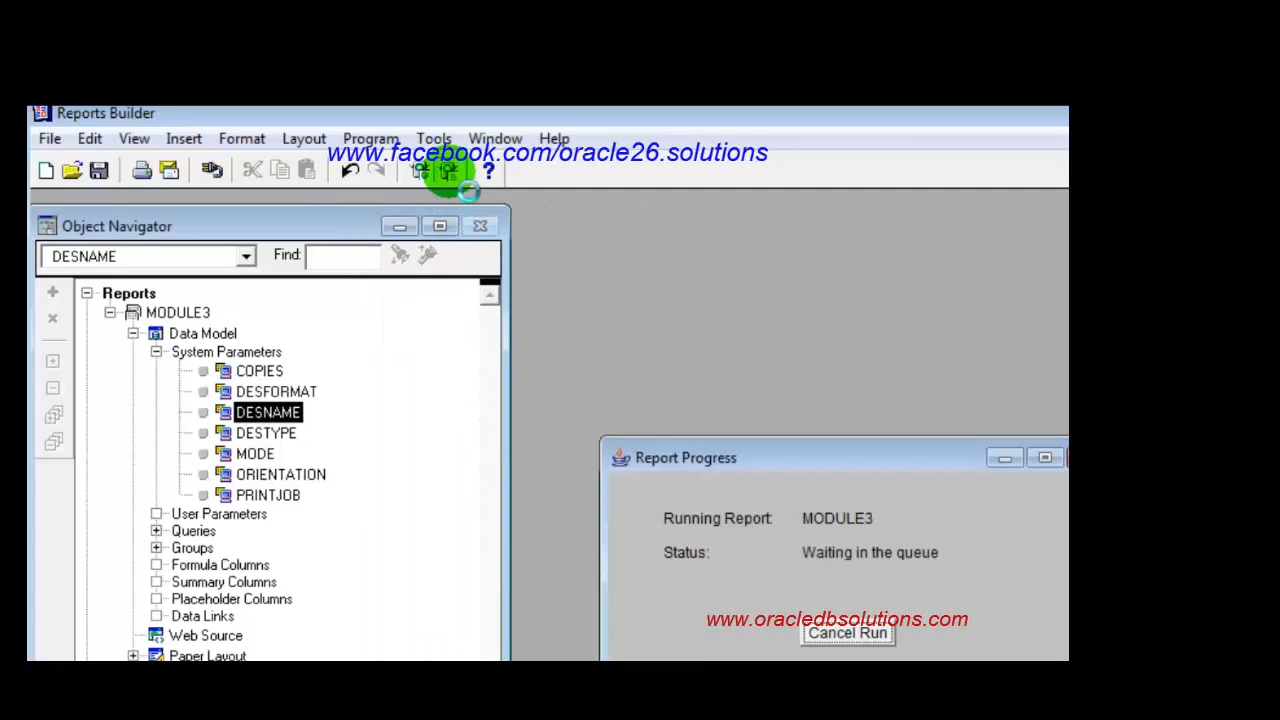 Reports Builder
File Edit View Insert Format Layout Program Tools Window Help
www.facebook.com/oracle26.solutions
Object Navigator
DESNAME Find:
Reports
MODULE3
Data Model
System Parameters
COPIES
DESFORMAT
DESNAME
DESTYPE
MODE
ORIENTATION
PRINTJOB
User Parameters
Queries
Groups
Formula Columns
Summary Columns
Placeholder Columns
Data Links
Web Source
Paper Layout
Report Progress
Running Report: MODULE3
Status: Waiting in the queue
www.oracledbsolutions.com
Cancel Run